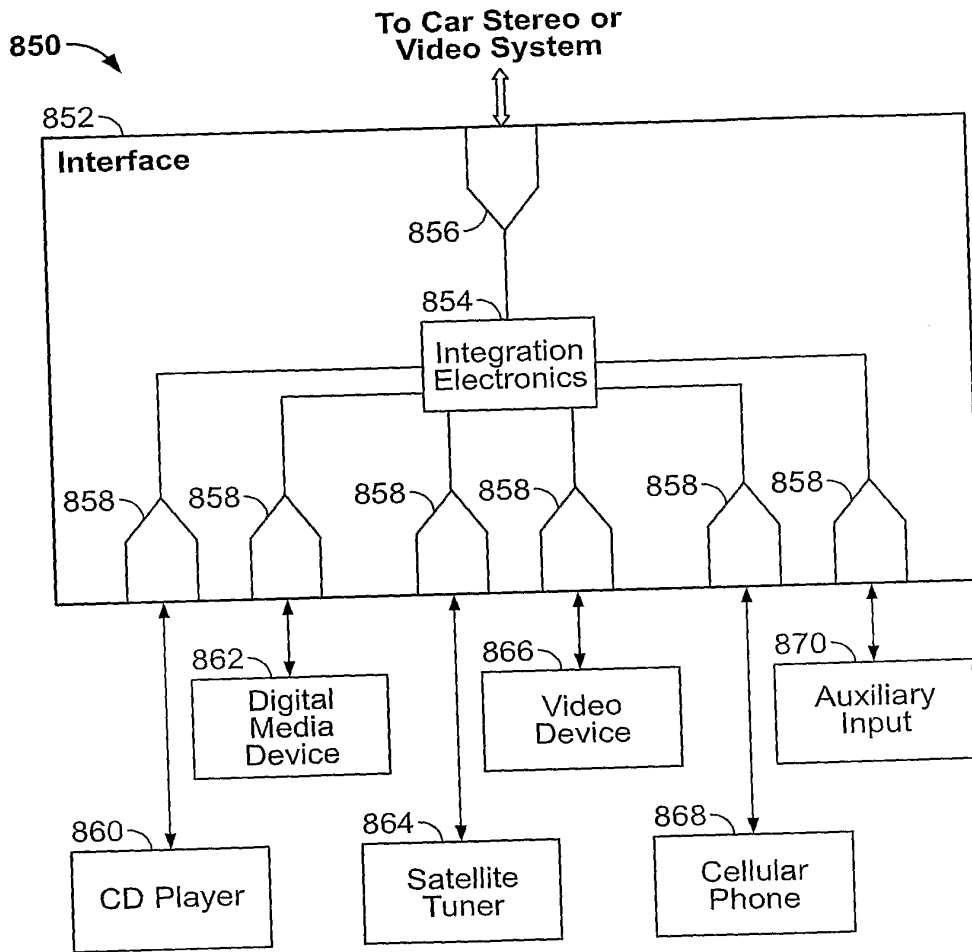 To Car Stereo or
Video System
850
852
Interface
856
854
Integration
Electronics
858
858
858
858
858
858
862
Digital
Media
Device
866
Video
Device
870
Auxiliary
Input
860
CD Player
864
Satellite
Tuner
868
Cellular
Phone